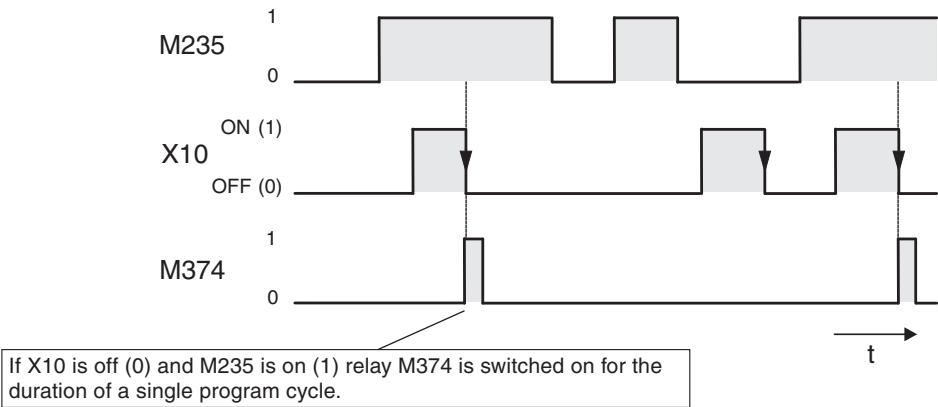 1
M235
0
ON (1)
X10
OFF (0)
1
M374
0
t
If X10 is off (0) and M235 is on (1) relay M374 is switched on for the
duration of a single program cycle.